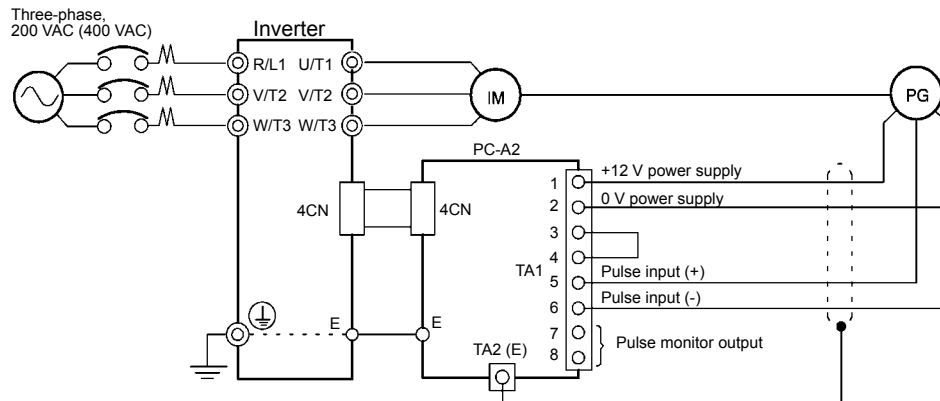 Three-phase,
200 VAC (400 VAC)
Inverter
R/L1 U/T1
V/T2 V/T2
W/T3 W/T3
IM
PG
PC-A2
4CN 4CN
TA1
1 +12 V power supply
2 0 V power supply
3
4
5 Pulse input (+)
6 Pulse input (-)
7
8
Pulse monitor output
E E
TA2 (E)